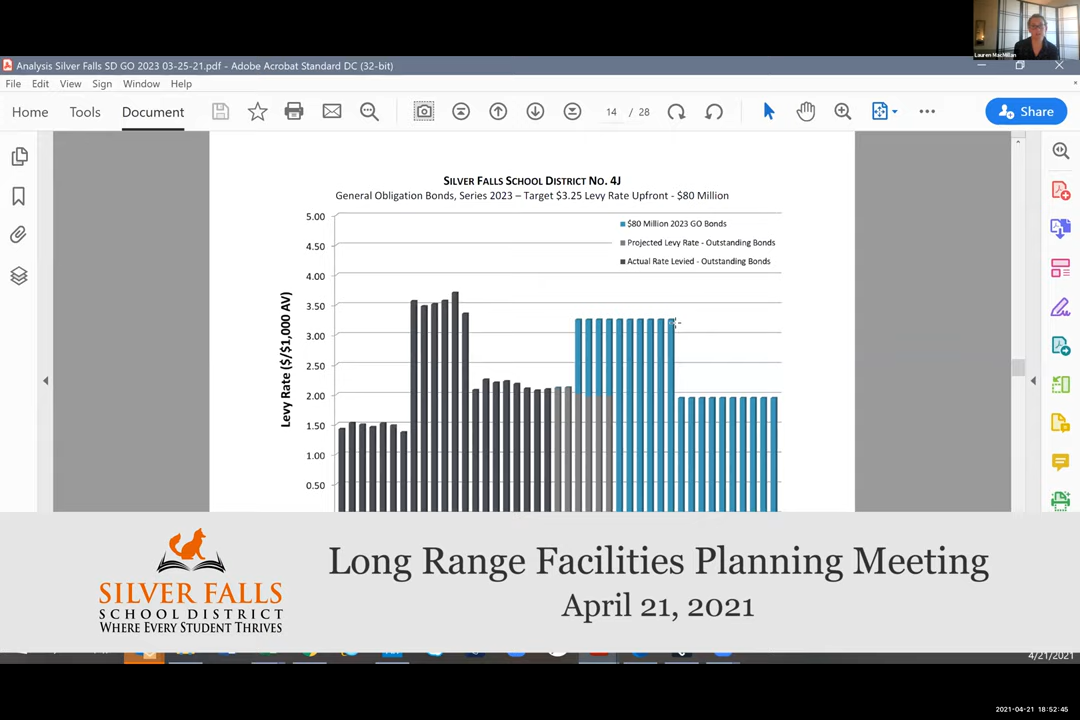 Lauren MacMillan
Analysis Silver Falls SD GO 2023 03-25-21.pdf - Adobe Acrobat Standard DC (32-bit)
File Edit View Sign Window Help
Home Tools Document 14 / 28 Share
SILVER FALLS SCHOOL DISTRICT NO. 4J
General Obligation Bonds, Series 2023 – Target $3.25 Levy Rate Upfront - $80 Million
5.00
4.50
4.00
3.50
3.00
2.50
2.00
1.50
1.00
0.50
Levy Rate ($/$1,000 AV)
$80 Million 2023 GO Bonds
Projected Levy Rate - Outstanding Bonds
Actual Rate Levied - Outstanding Bonds
SILVER FALLS
SCHOOL DISTRICT
WHERE EVERY STUDENT THRIVES
Long Range Facilities Planning Meeting
April 21, 2021
4/21/2021
2021-04-21 18:52:45